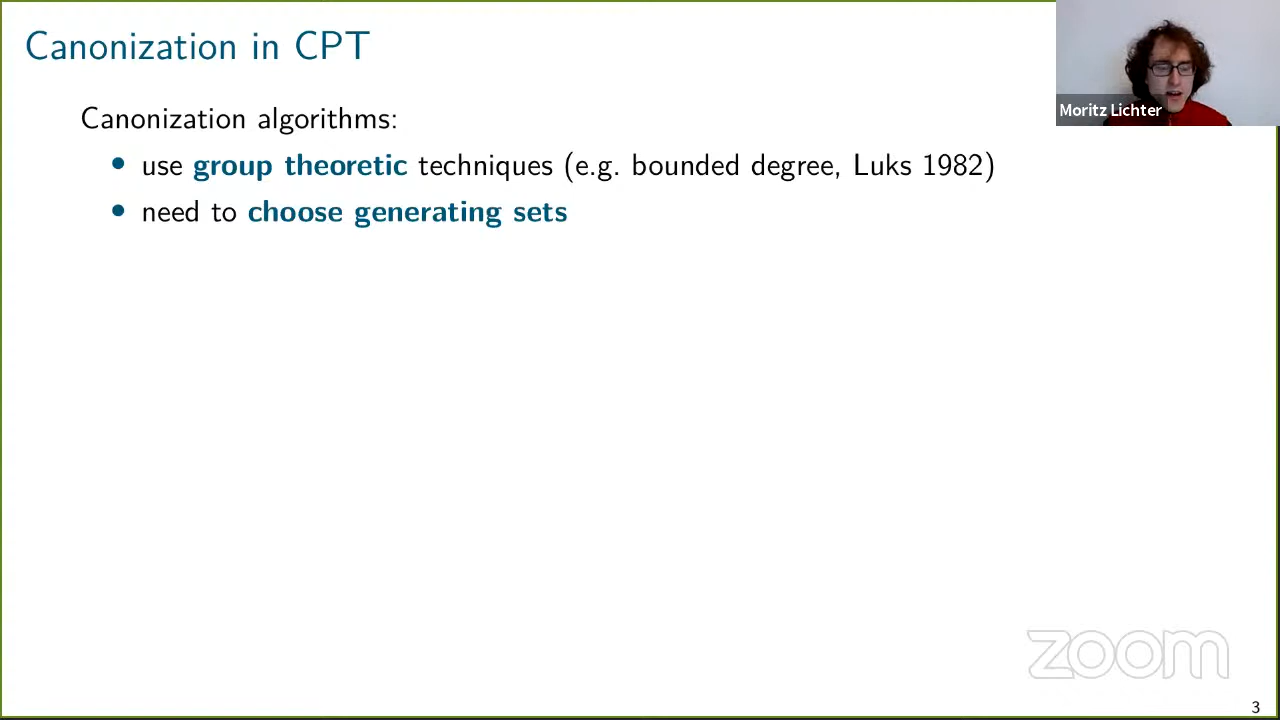 Canonization in CPT
Moritz Lichter
Canonization algorithms:
• use group theoretic techniques (e.g. bounded degree, Luks 1982)
• need to choose generating sets
zoom
3